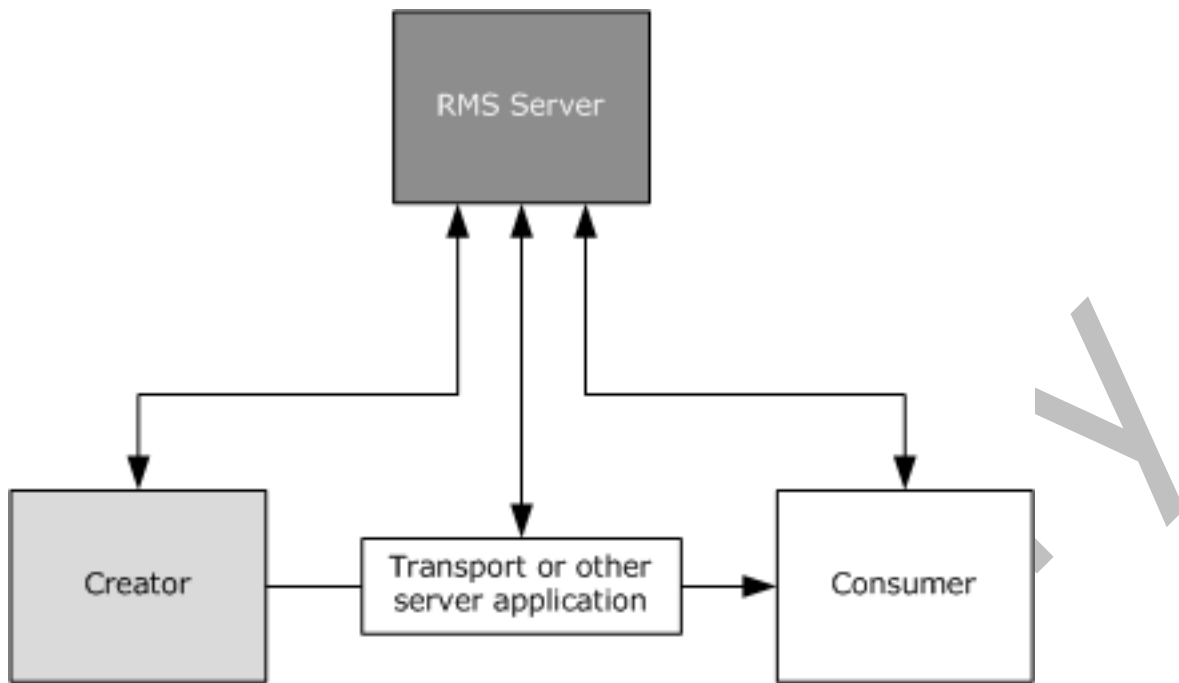 RMS Server
Creator
Transport or other
server application
Consumer
Y